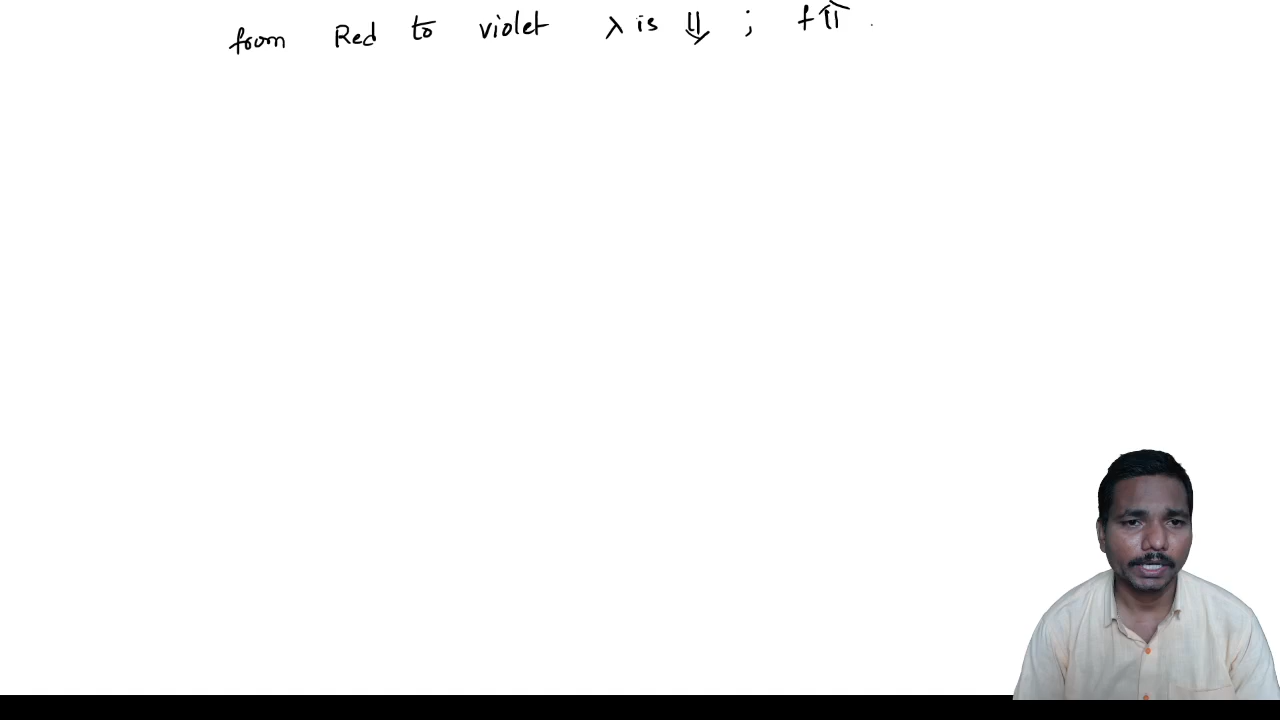 from Red to violet λ is ⇓ ; f ⇑ .